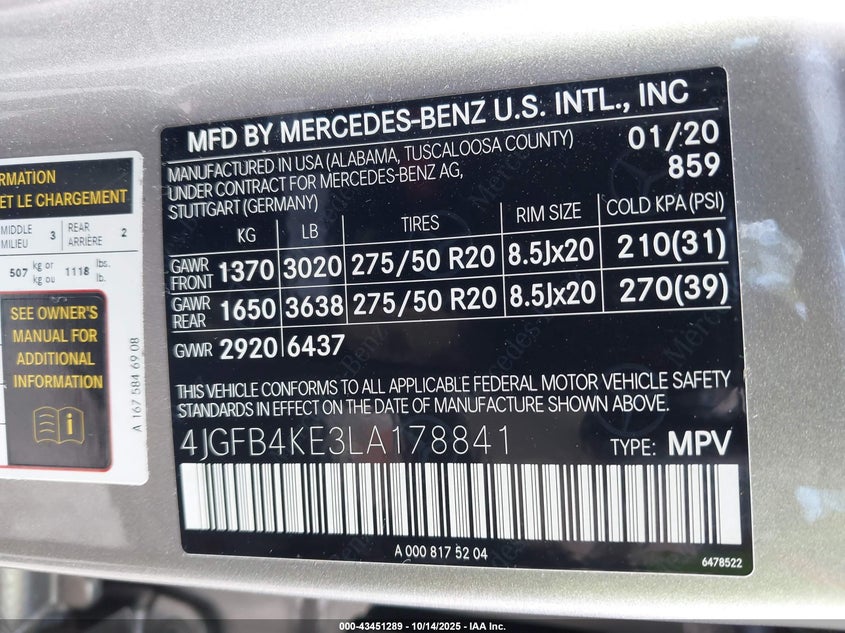 RMATION
ET LE CHARGEMENT
MIDDLE
MILIEU 3
REAR
ARRIÈRE 2
507 kg or
kg ou 1118 lbs.
lb.
SEE OWNER'S
MANUAL FOR
ADDITIONAL
INFORMATION
A 167 584 69 08
MFD BY MERCEDES-BENZ U.S. INTL., INC
01/20
MANUFACTURED IN USA (ALABAMA, TUSCALOOSA COUNTY)
UNDER CONTRACT FOR MERCEDES-BENZ AG,
STUTTGART (GERMANY)
859
KG LB TIRES RIM SIZE COLD KPA (PSI)
GAWR
FRONT 1370 3020 275/50 R20 8.5Jx20 210(31)
GAWR
REAR 1650 3638 275/50 R20 8.5Jx20 270(39)
GVWR 2920 6437
THIS VEHICLE CONFORMS TO ALL APPLICABLE FEDERAL MOTOR VEHICLE SAFETY
STANDARDS IN EFFECT ON THE DATE OF MANUFACTURE SHOWN ABOVE.
4JGFB4KE3LA178841 TYPE: MPV
A 000 817 52 04
6478522
000-43451289 - 10/14/2025 - IAA Inc.